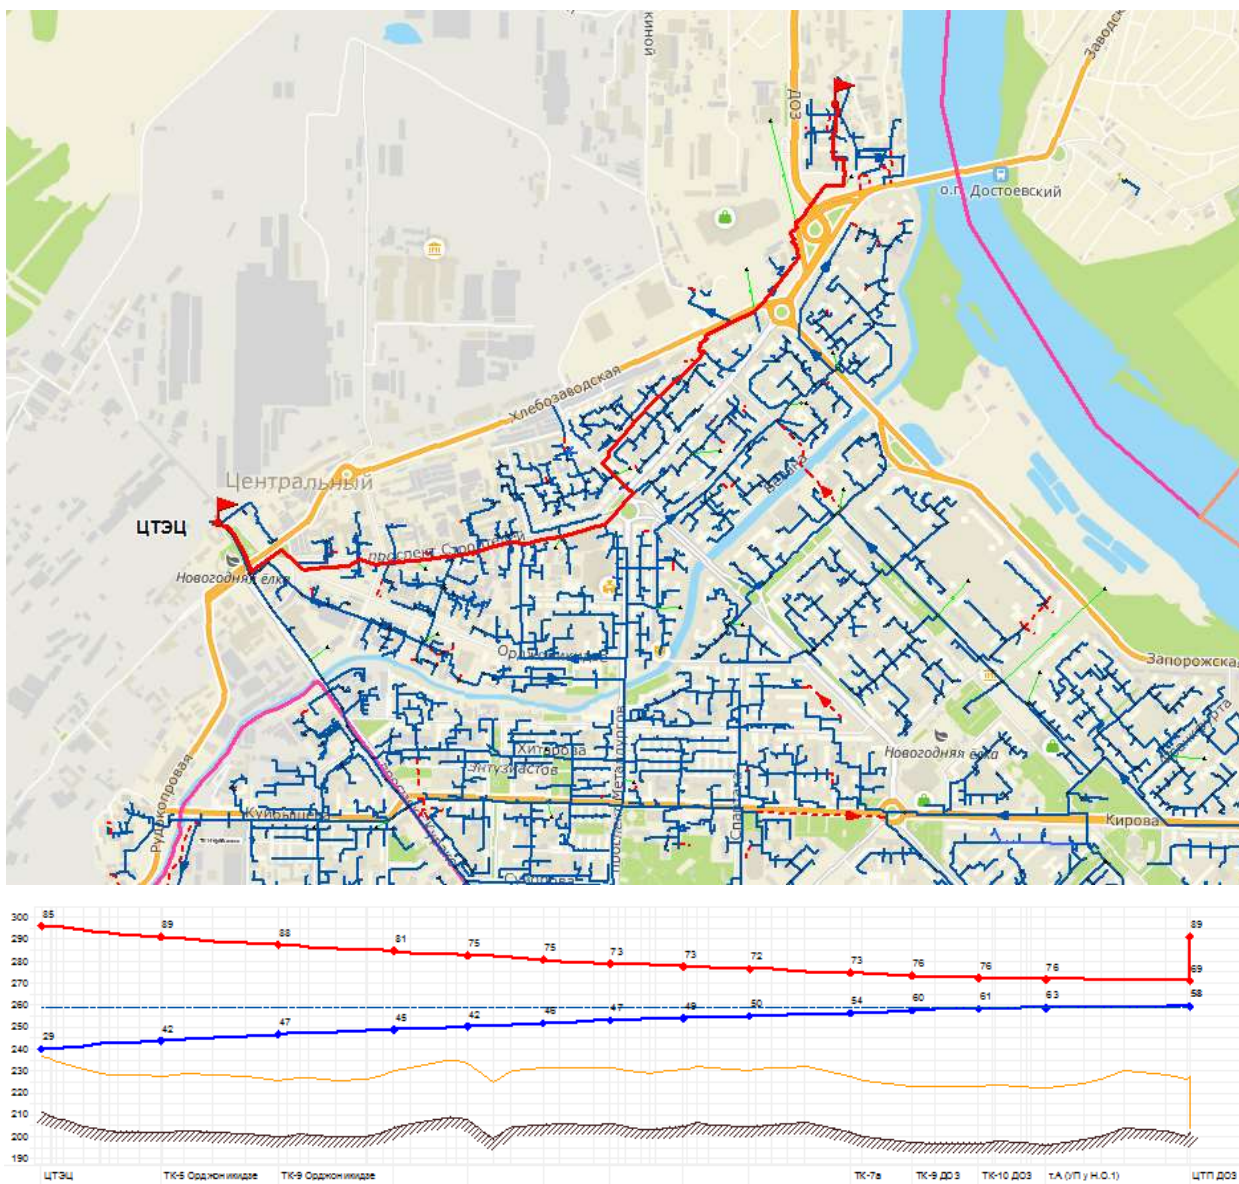 киной
Заводск
ДОЗ
о.п. Достоевский
Хлебозаводская
Центральный
ЦТЭЦ
проспект Строителей
Новогодняя ёлка
Орджоникидзе
Запорожская
Хитарова
Энтузиастов
Новогодняя ёлка
Рудокопровая
Куйбышева
Кирова
Суворова
300
290
280
270
260
250
240
230
220
210
200
190
85 89 88 81 75 75 73 73 72 73 76 76 76 89
69
29 42 47 45 42 46 47 49 50 54 60 61 63 58
ЦТЭЦ ТК-5 Орджоникидзе ТК-9 Орджоникидзе ТК-7а ТК-9 ДОЗ ТК-10 ДОЗ т.А (УП у Н.О.1) ЦТП ДОЗ